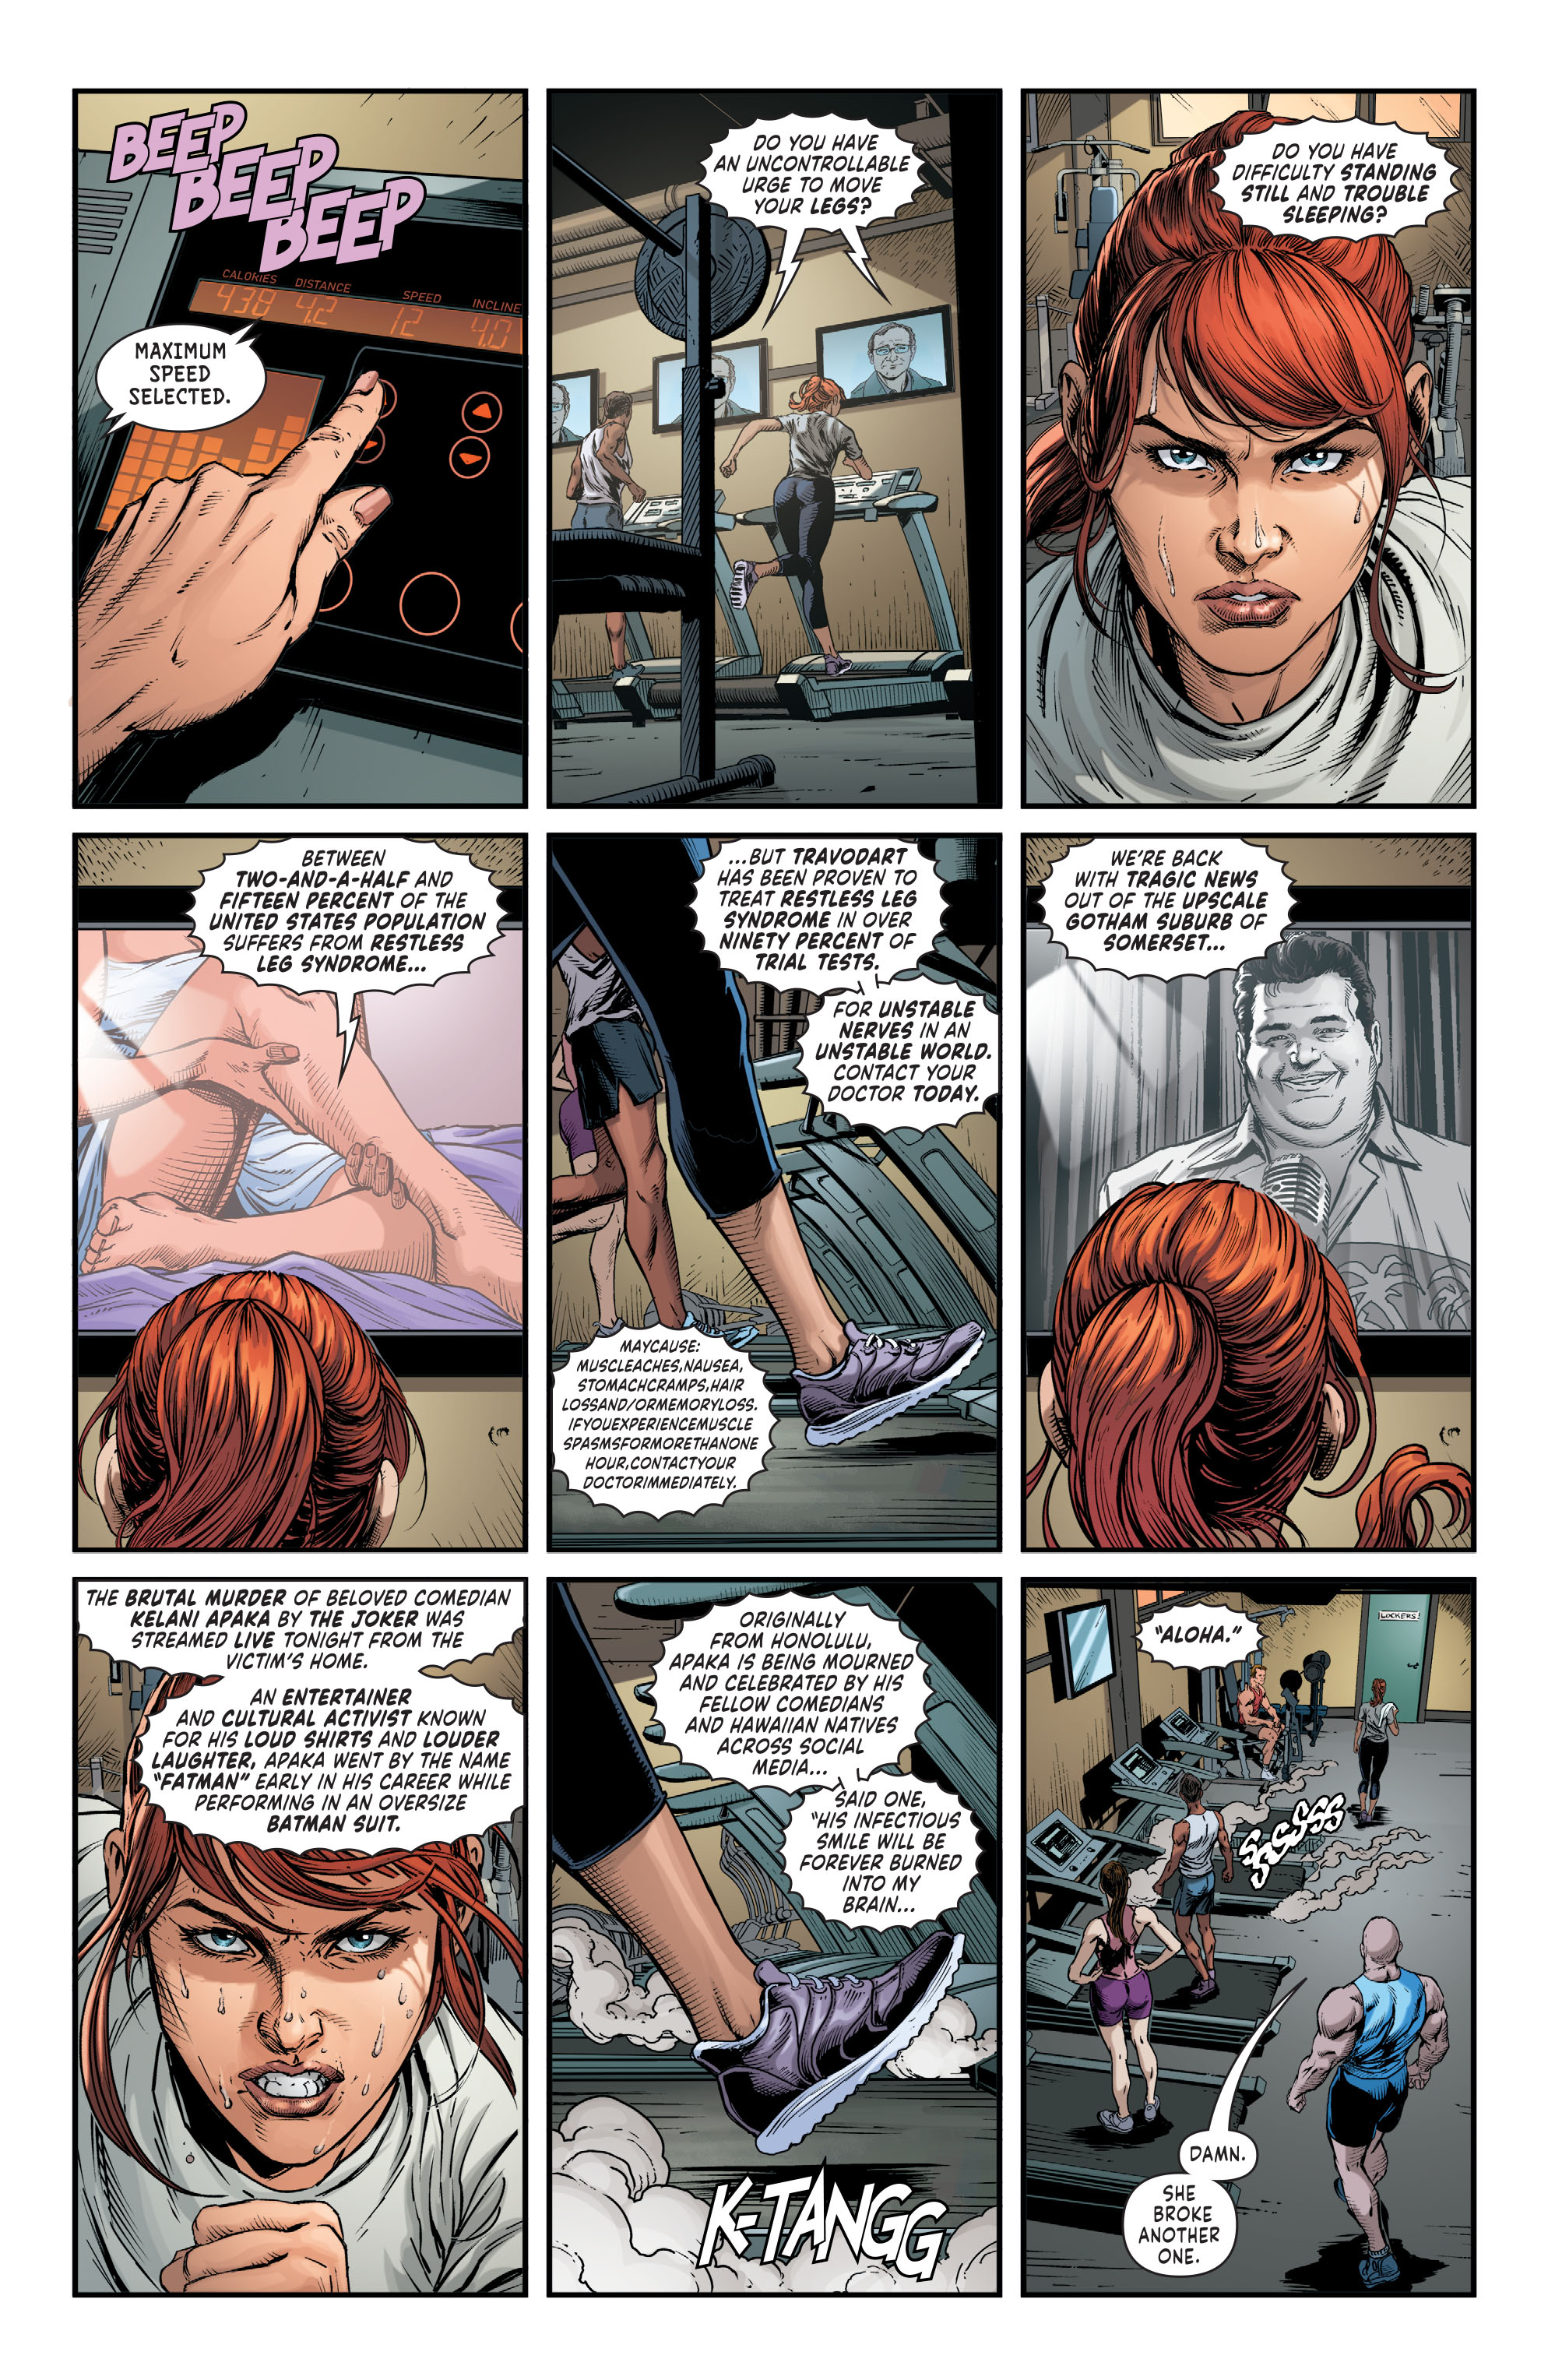 BEEP
BEEP
BEEP
CALORIES DISTANCE SPEED INCLINE
438 4.2 12 4.0
MAXIMUM
SPEED
SELECTED.
DO YOU HAVE
AN UNCONTROLLABLE
URGE TO MOVE
YOUR LEGS?
DO YOU HAVE
DIFFICULTY STANDING
STILL AND TROUBLE
SLEEPING?
BETWEEN
TWO-AND-A-HALF AND
FIFTEEN PERCENT OF THE
UNITED STATES POPULATION
SUFFERS FROM RESTLESS
LEG SYNDROME...
...BUT TRAVODART
HAS BEEN PROVEN TO
TREAT RESTLESS LEG
SYNDROME IN OVER
NINETY PERCENT OF
TRIAL TESTS.
FOR UNSTABLE
NERVES IN AN
UNSTABLE WORLD.
CONTACT YOUR
DOCTOR TODAY.
MAYCAUSE:
MUSCLEACHES,NAUSEA,
STOMACHCRAMPS,HAIR
LOSSAND/ORMEMORYLOSS.
IFYOUEXPERIENCEMUSCLE
SPASMSFORMORETHANONE
HOUR,CONTACTYOUR
DOCTORIMMEDIATELY.
WE'RE BACK
WITH TRAGIC NEWS
OUT OF THE UPSCALE
GOTHAM SUBURB OF
SOMERSET...
THE BRUTAL MURDER OF BELOVED COMEDIAN
KELANI APAKA BY THE JOKER WAS
STREAMED LIVE TONIGHT FROM THE
VICTIM'S HOME.
AN ENTERTAINER
AND CULTURAL ACTIVIST KNOWN
FOR HIS LOUD SHIRTS AND LOUDER
LAUGHTER, APAKA WENT BY THE NAME
"FATMAN" EARLY IN HIS CAREER WHILE
PERFORMING IN AN OVERSIZE
BATMAN SUIT.
ORIGINALLY
FROM HONOLULU,
APAKA IS BEING MOURNED
AND CELEBRATED BY HIS
FELLOW COMEDIANS
AND HAWAIIAN NATIVES
ACROSS SOCIAL
MEDIA...
SAID ONE,
"HIS INFECTIOUS
SMILE WILL BE
FOREVER BURNED
INTO MY
BRAIN...
K-TANGG
"ALOHA."
LOCKERS!
SSSSSSS
DAMN.
SHE
BROKE
ANOTHER
ONE.